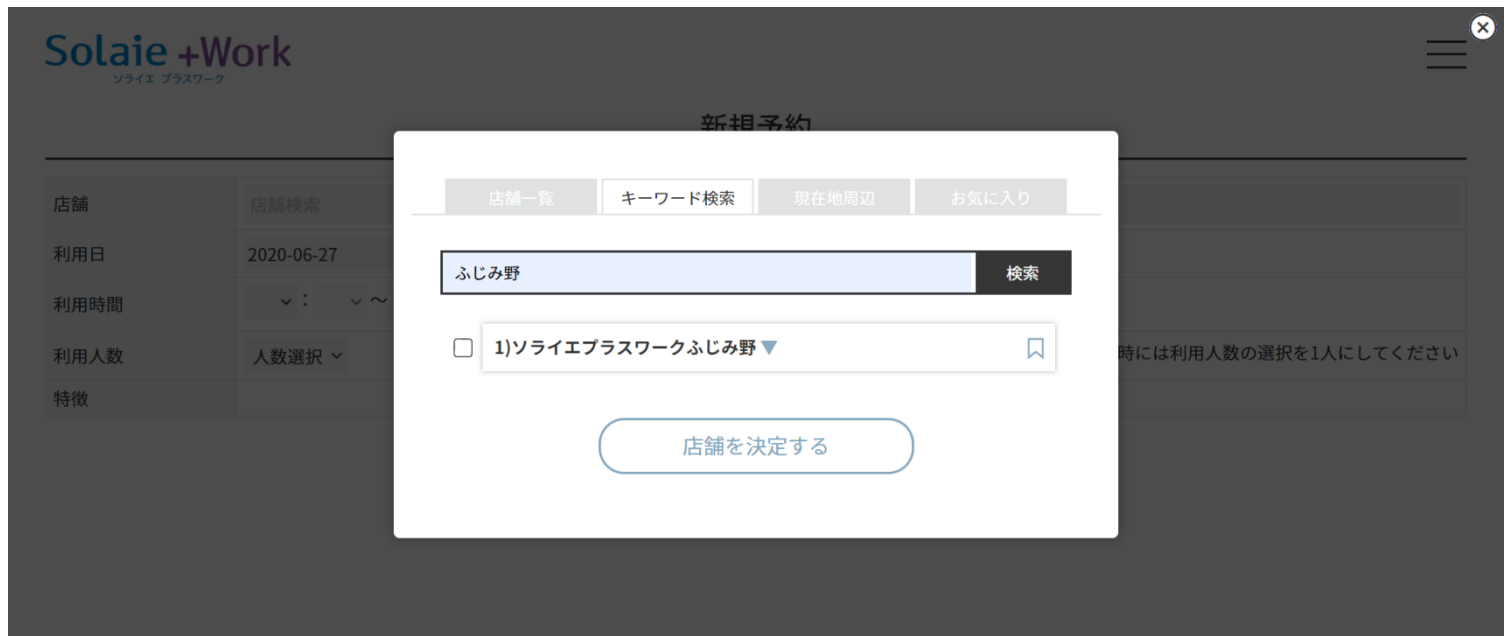 Solaie +Work
ソライエ プラスワーク
新規予約
店舗 店舗検索
利用日 2020-06-27
利用時間 : ～
利用人数 人数選択 時には利用人数の選択を1人にしてください
特徴
店舗一覧 キーワード検索 現在地周辺 お気に入り
ふじみ野 検索
1)ソライエプラスワークふじみ野▼
店舗を決定する